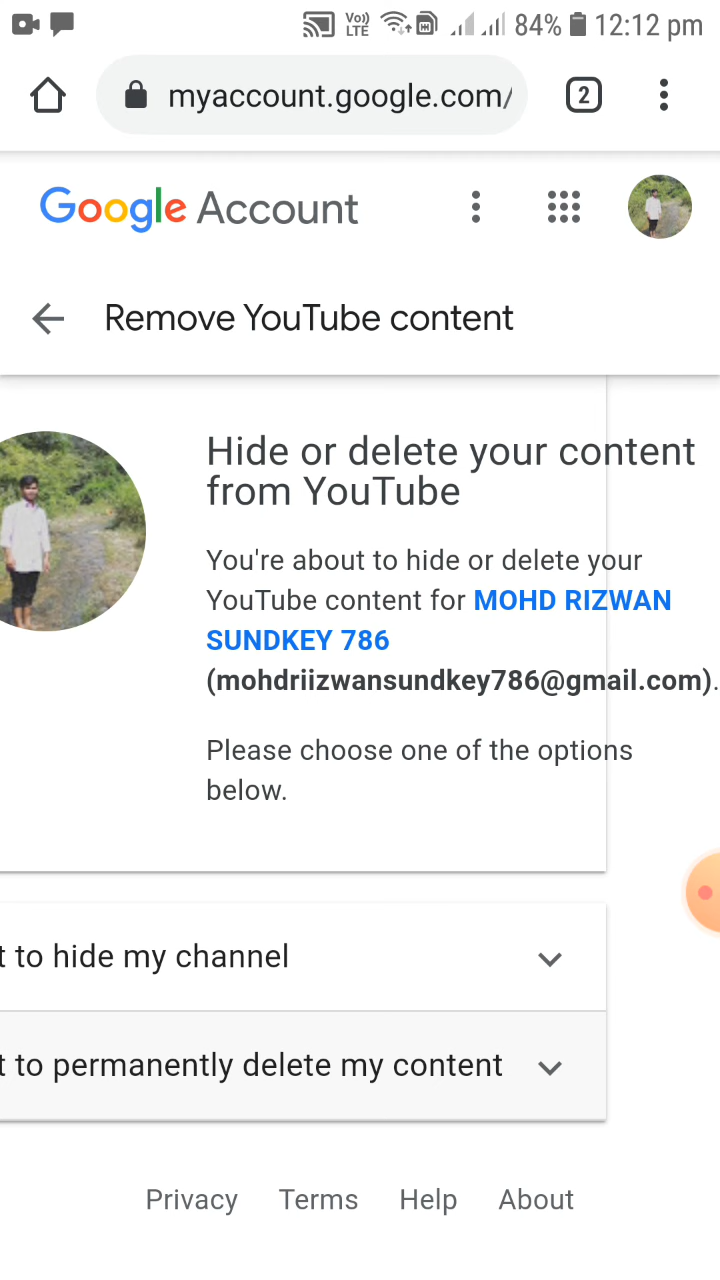 Vo))
LTE
84%
12:12 pm
myaccount.google.com/
2
Google Account
Remove YouTube content
Hide or delete your content
from YouTube
You're about to hide or delete your
YouTube content for MOHD RIZWAN
SUNDKEY 786
(mohdriizwansundkey786@gmail.com).
Please choose one of the options
below.
t to hide my channel
t to permanently delete my content
Privacy Terms Help About